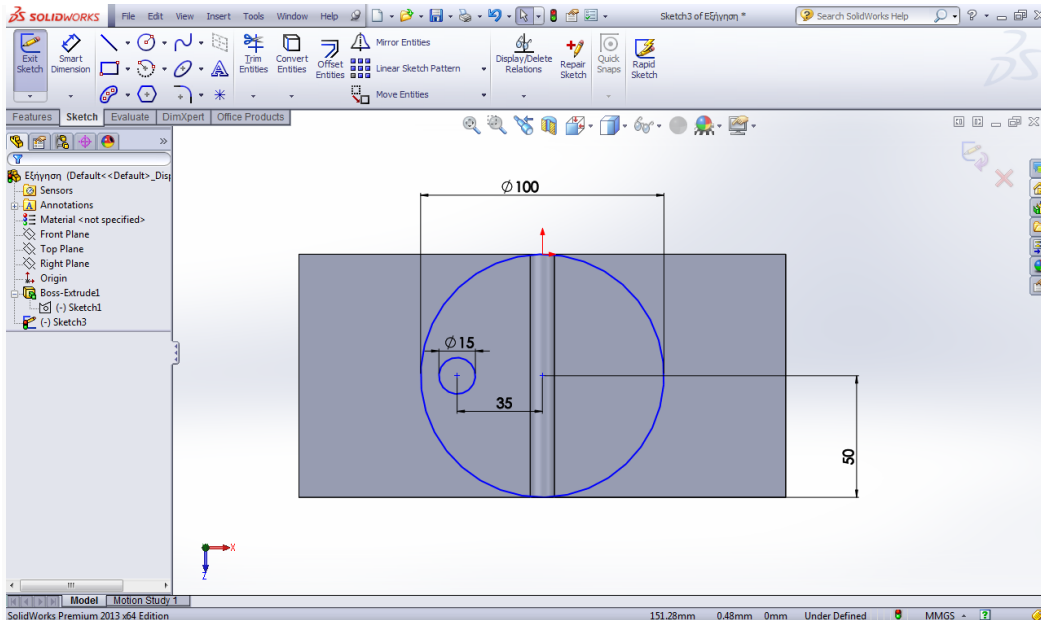 SOLIDWORKS File Edit View Insert Tools Window Help Sketch3 of Εξήγηση * Search SolidWorks Help
Exit Sketch
Smart Dimension
Trim Entities
Convert Entities
Offset Entities
Mirror Entities
Linear Sketch Pattern
Move Entities
Display/Delete Relations
Repair Sketch
Quick Snaps
Rapid Sketch
Features Sketch Evaluate DimXpert Office Products
Εξήγηση (Default<<Default>_Disp
Sensors
Annotations
Material <not specified>
Front Plane
Top Plane
Right Plane
Origin
Boss-Extrude1
(-) Sketch1
(-) Sketch3
∅100
∅15
35
50
X
Z
Model Motion Study 1
SolidWorks Premium 2013 x64 Edition 151.28mm 0.48mm 0mm Under Defined MMGS